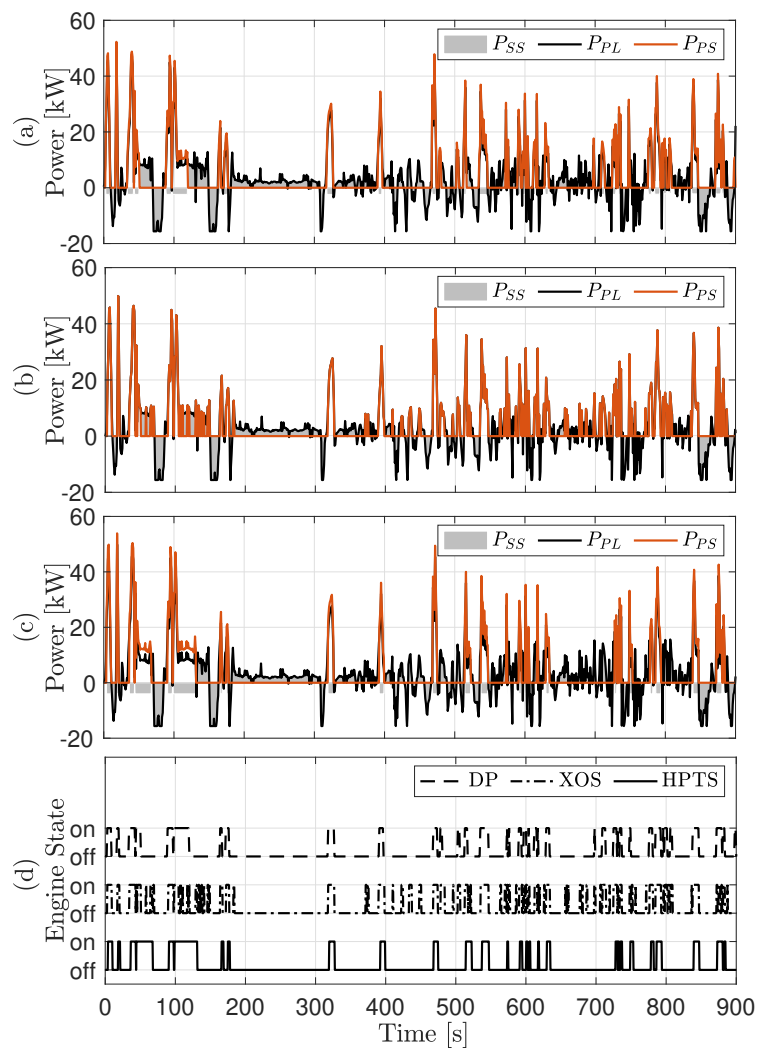 60
40
20
0
-20
(a)
Power [kW]
P_SS P_PL P_PS
60
40
20
0
-20
(b)
Power [kW]
P_SS P_PL P_PS
60
40
20
0
-20
(c)
Power [kW]
P_SS P_PL P_PS
DP XOS HPTS
on
off
on
off
on
off
(d)
Engine State
0 100 200 300 400 500 600 700 800 900
Time [s]